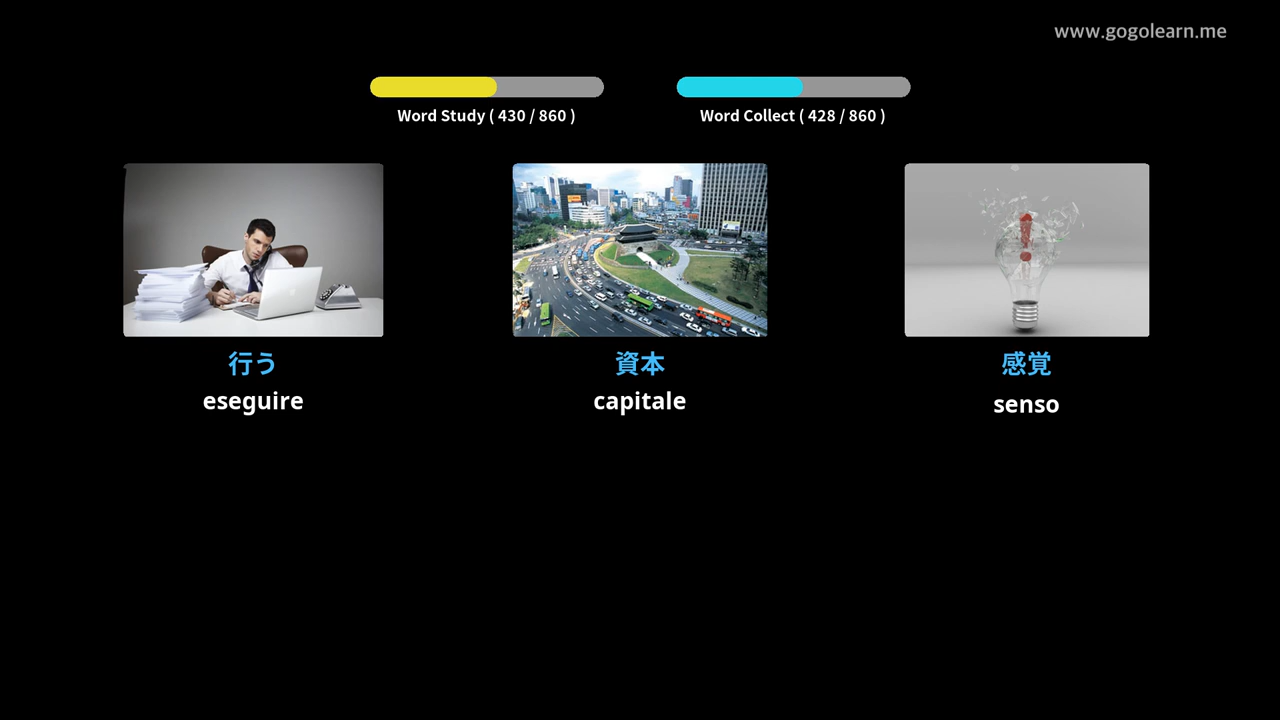 www.gogolearn.me
Word Study ( 430 / 860 )
Word Collect ( 428 / 860 )
行う
eseguire
資本
capitale
感覚
senso